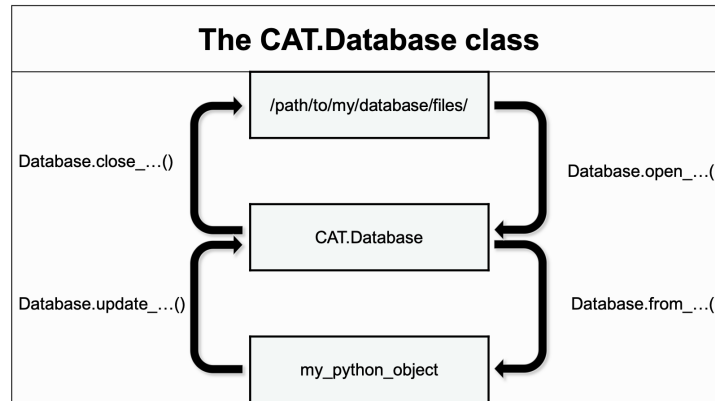 The CAT.Database class
/path/to/my/database/files/
Database.close_…()
Database.open_…(
CAT.Database
Database.update_…()
Database.from_…(
my_python_object